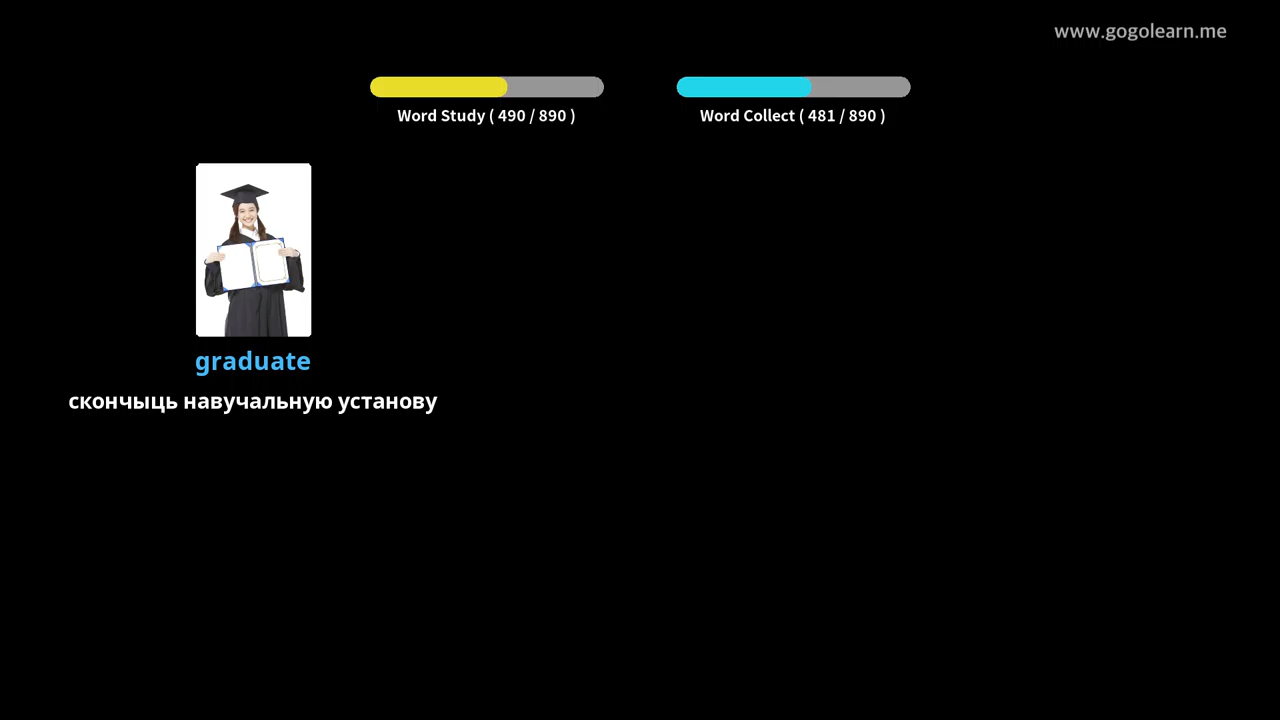 www.gogolearn.me
Word Study ( 490 / 890 )
Word Collect ( 481 / 890 )
graduate
скончыць навучальную установу